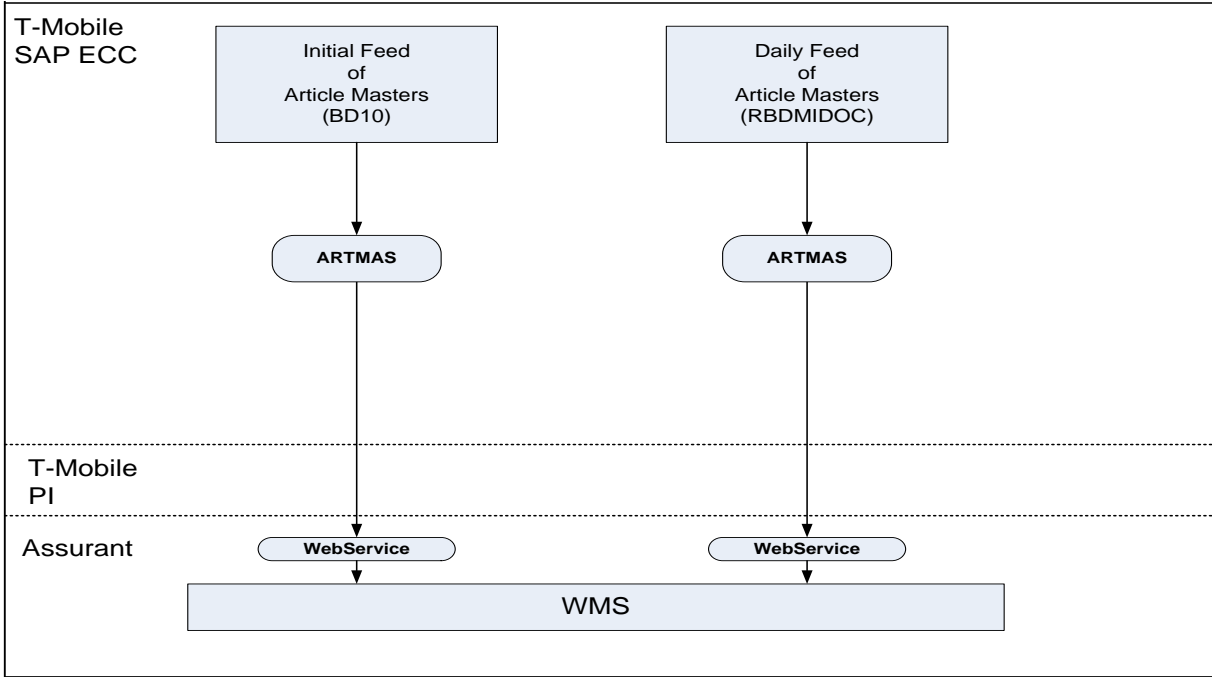 T-Mobile
SAP ECC
Initial Feed
of
Article Masters
(BD10)
Daily Feed
of
Article Masters
(RBDMIDOC)
ARTMAS
ARTMAS
T-Mobile
PI
Assurant
WebService
WebService
WMS